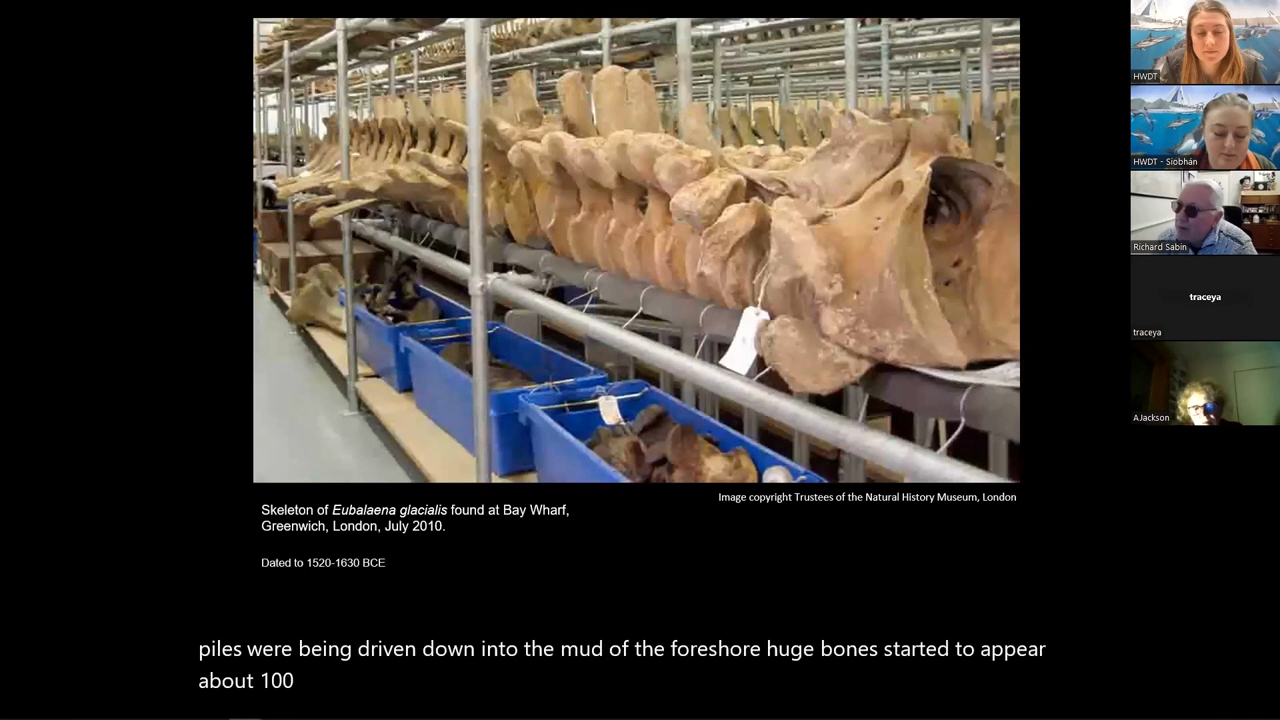 Image copyright Trustees of the Natural History Museum, London
Skeleton of Eubalaena glacialis found at Bay Wharf,
Greenwich, London, July 2010.
Dated to 1520-1630 BCE
piles were being driven down into the mud of the foreshore huge bones started to appear
about 100
HWDT
HWDT - Siobhán
Richard Sabin
traceya
traceya
AJackson